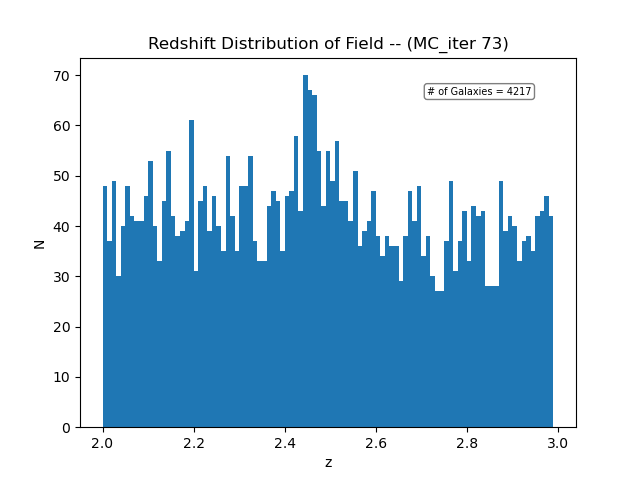 Redshift Distribution of Field -- (MC_iter 73)
# of Galaxies = 4217
70
60
50
40
30
20
10
0
N
2.0 2.2 2.4 2.6 2.8 3.0
z